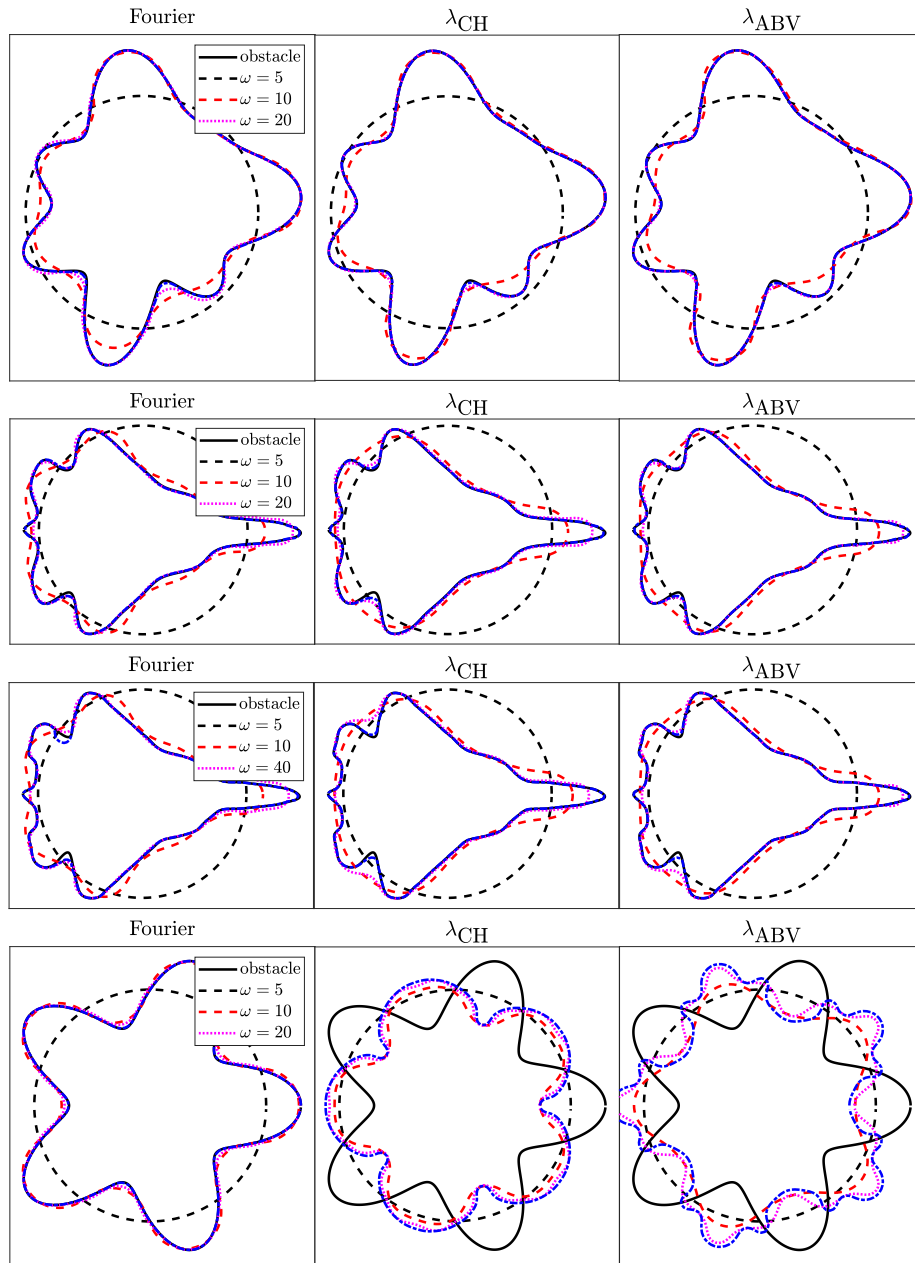 Fourier
λ_CH
λ_ABV
obstacle
ω = 5
ω = 10
ω = 20
Fourier
λ_CH
λ_ABV
obstacle
ω = 5
ω = 10
ω = 20
Fourier
λ_CH
λ_ABV
obstacle
ω = 5
ω = 10
ω = 40
Fourier
λ_CH
λ_ABV
obstacle
ω = 5
ω = 10
ω = 20